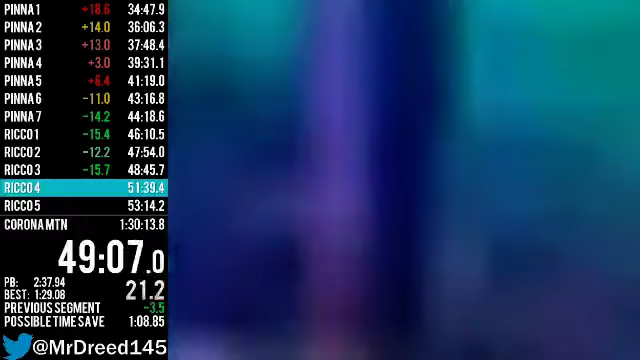 PINNA 1 +18.6 34:47.9
PINNA 2 +14.0 36:06.3
PINNA 3 +13.0 37:48.4
PINNA 4 +3.0 39:31.1
PINNA 5 +6.4 41:19.0
PINNA 6 -11.0 43:16.8
PINNA 7 -14.2 44:18.6
RICCO 1 -15.4 46:10.5
RICCO 2 -12.2 47:54.0
RICCO 3 -15.7 48:45.7
RICCO 4 51:39.4
RICCO 5 53:14.2
CORONA MTN 1:30:13.8
49:07.0
PB: 2:37.94
BEST: 1:29.08 21.2
PREVIOUS SEGMENT -3.5
POSSIBLE TIME SAVE 1:08.85
@MrDreed145